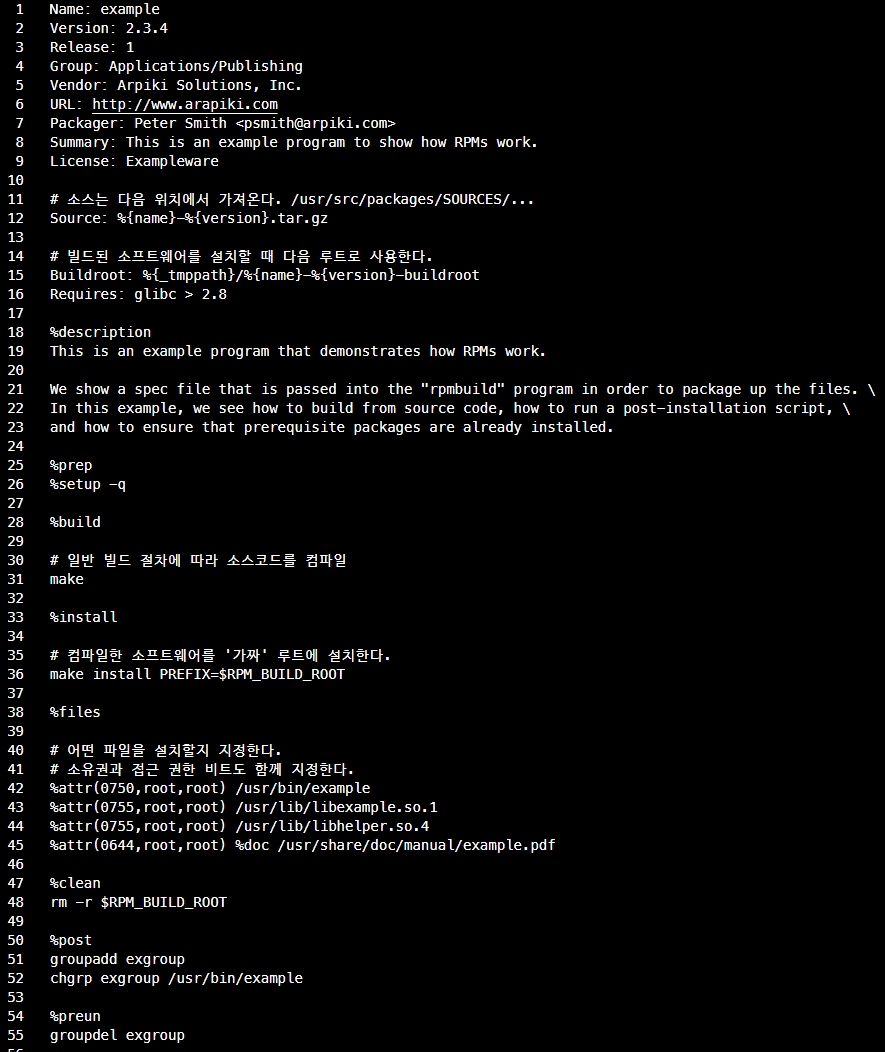 1 Name: example
2 Version: 2.3.4
3 Release: 1
4 Group: Applications/Publishing
5 Vendor: Arpiki Solutions, Inc.
6 URL: http://www.arapiki.com
7 Packager: Peter Smith <psmith@arpiki.com>
8 Summary: This is an example program to show how RPMs work.
9 License: Exampleware
10
11 # 소스는 다음 위치에서 가져온다. /usr/src/packages/SOURCES/...
12 Source: %{name}-%{version}.tar.gz
13
14 # 빌드된 소프트웨어를 설치할 때 다음 루트로 사용한다.
15 Buildroot: %{_tmppath}/%{name}-%{version}-buildroot
16 Requires: glibc > 2.8
17
18 %description
19 This is an example program that demonstrates how RPMs work.
20
21 We show a spec file that is passed into the "rpmbuild" program in order to package up the files. \
22 In this example, we see how to build from source code, how to run a post-installation script, \
23 and how to ensure that prerequisite packages are already installed.
24
25 %prep
26 %setup -q
27
28 %build
29
30 # 일반 빌드 절차에 따라 소스코드를 컴파일
31 make
32
33 %install
34
35 # 컴파일한 소프트웨어를 '가짜' 루트에 설치한다.
36 make install PREFIX=$RPM_BUILD_ROOT
37
38 %files
39
40 # 어떤 파일을 설치할지 지정한다.
41 # 소유권과 접근 권한 비트도 함께 지정한다.
42 %attr(0750,root,root) /usr/bin/example
43 %attr(0755,root,root) /usr/lib/libexample.so.1
44 %attr(0755,root,root) /usr/lib/libhelper.so.4
45 %attr(0644,root,root) %doc /usr/share/doc/manual/example.pdf
46
47 %clean
48 rm -r $RPM_BUILD_ROOT
49
50 %post
51 groupadd exgroup
52 chgrp exgroup /usr/bin/example
53
54 %preun
55 groupdel exgroup